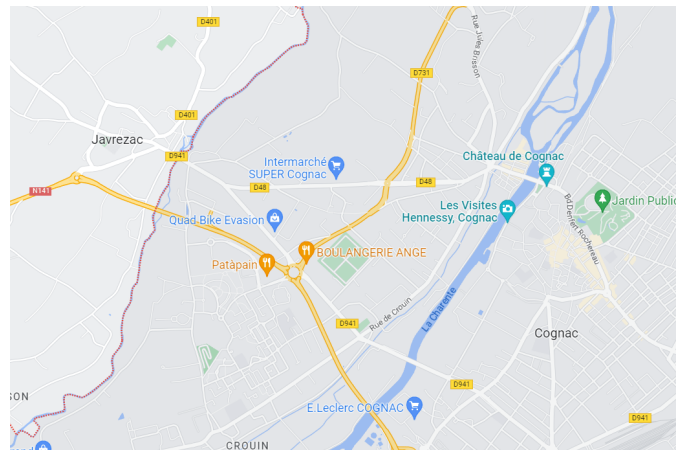 D401
Rue Jules Brisson
D731
D401
Javrezac
D941
Intermarché
SUPER Cognac
Château de Cognac
N141
D48
D48
Les Visites
Hennessy, Cognac
Bd Denfert Rochereau
Jardin Public
Quad Bike Evasion
BOULANGERIE ANGE
Patàpain
La Charente
Rue de Crouin
D941
Cognac
D941
SON
E.Leclerc COGNAC
D941
CROUIN